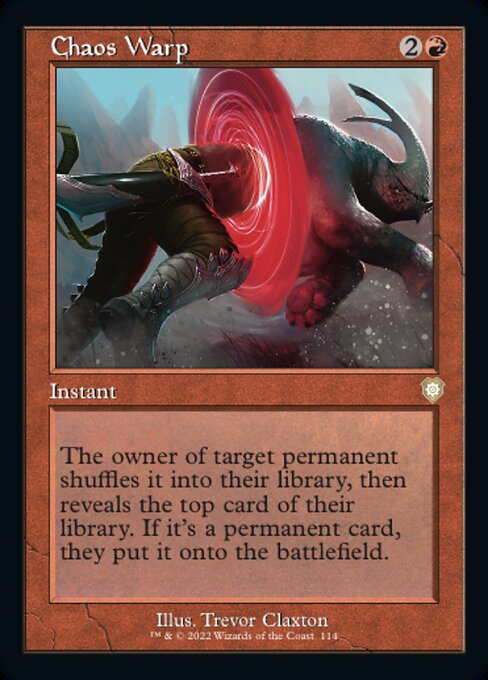 Chaos Warp 2
Instant
The owner of target permanent
shuffles it into their library, then
reveals the top card of their
library. If it's a permanent card,
they put it onto the battlefield.
Illus. Trevor Claxton
™ & © 2022 Wizards of the Coast 114